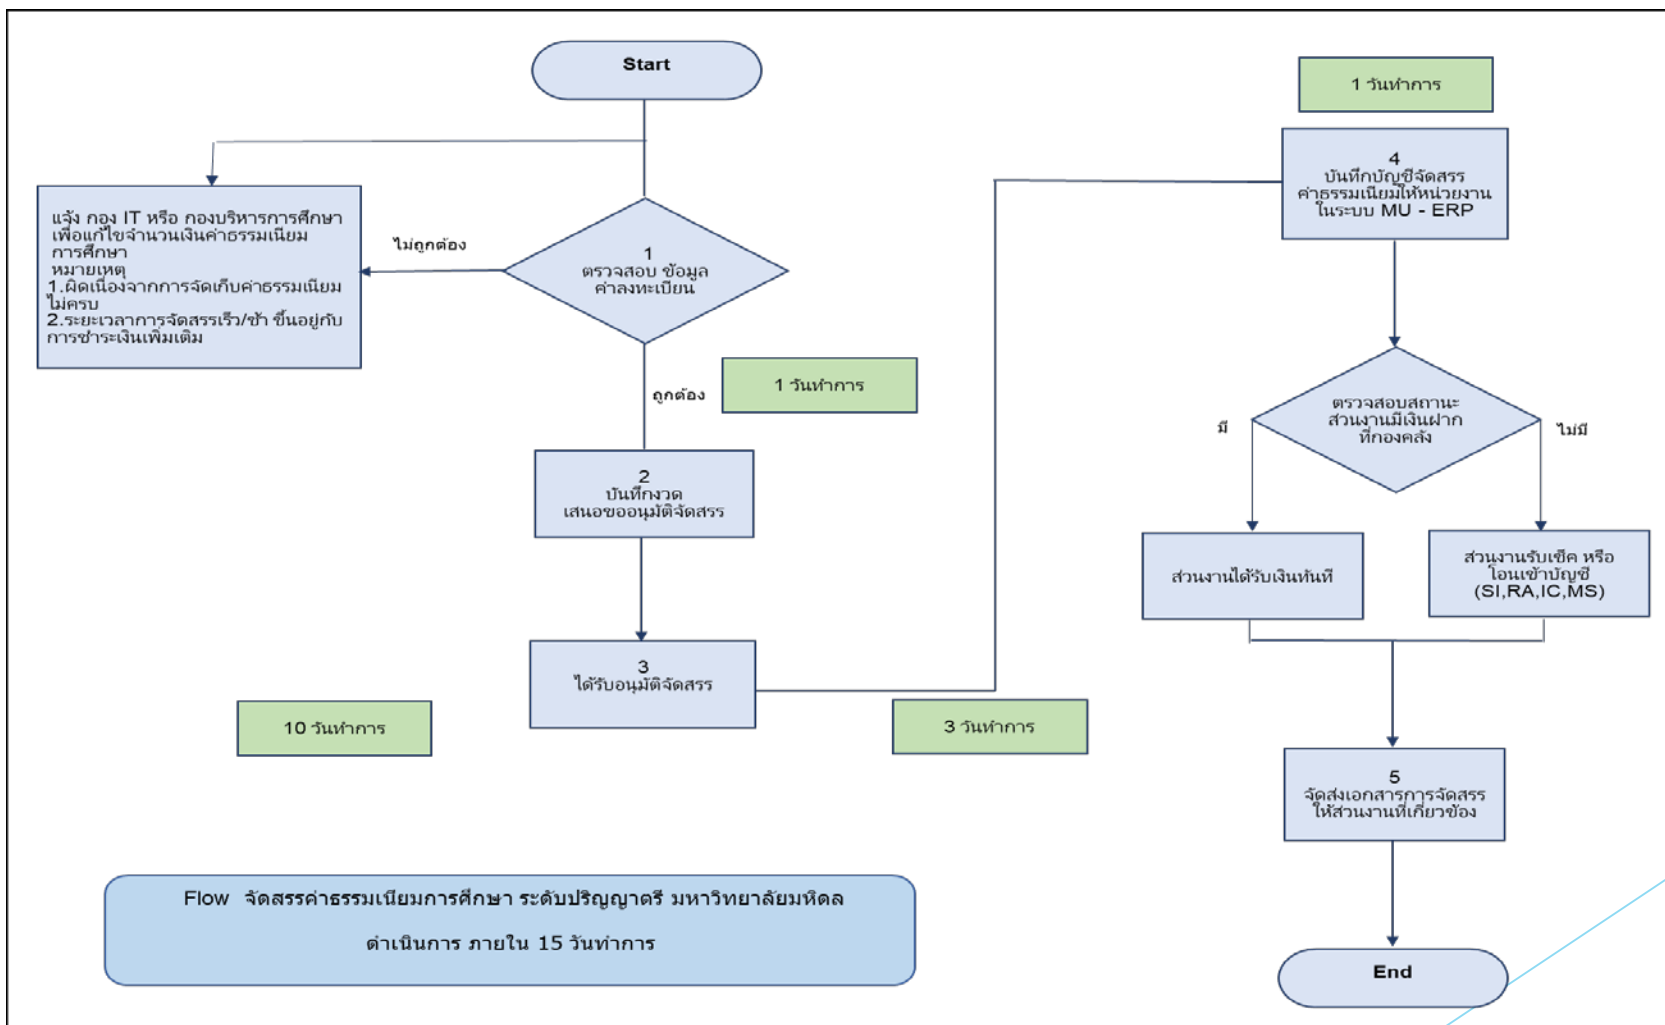 Start
แจ้ง กอง IT หรือ กองบริหารการศึกษา
เพื่อแก้ไขจำนวนเงินค่าธรรมเนียม
การศึกษา
หมายเหตุ
1.ผิดเนื่องจากการจัดเก็บค่าธรรมเนียม
ไม่ครบ
2.ระยะเวลาการจัดสรรเร็ว/ช้า ขึ้นอยู่กับ
การชำระเงินเพิ่มเติม
ไม่ถูกต้อง
1
ตรวจสอบ ข้อมูล
ค่าลงทะเบียน
ถูกต้อง
1 วันทำการ
2
บันทึกงวด
เสนอขออนุมัติจัดสรร
3
ได้รับอนุมัติจัดสรร
10 วันทำการ
3 วันทำการ
1 วันทำการ
4
บันทึกบัญชีจัดสรร
ค่าธรรมเนียมให้หน่วยงาน
ในระบบ MU - ERP
ตรวจสอบสถานะ
ส่วนงานมีเงินฝาก
ที่กองคลัง
มี
ไม่มี
ส่วนงานได้รับเงินทันที
ส่วนงานรับเช็ค หรือ
โอนเข้าบัญชี
(SI,RA,IC,MS)
5
จัดส่งเอกสารการจัดสรร
ให้ส่วนงานที่เกี่ยวข้อง
End
Flow จัดสรรค่าธรรมเนียมการศึกษา ระดับปริญญาตรี มหาวิทยาลัยมหิดล
ดำเนินการ ภายใน 15 วันทำการ